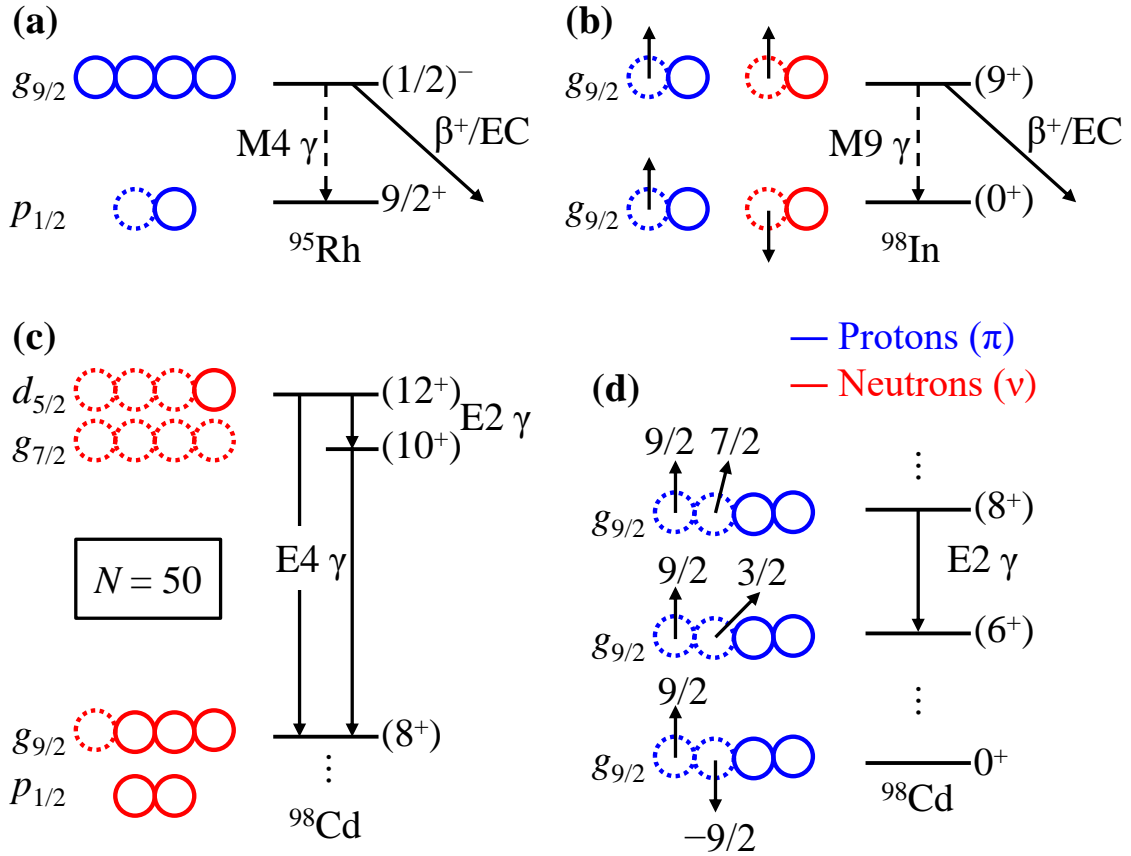 (a)
g9/2
(1/2)⁻
M4 γ
β⁺/EC
p1/2
9/2⁺
⁹⁵Rh
(b)
g9/2
(9⁺)
M9 γ
β⁺/EC
g9/2
(0⁺)
⁹⁸In
(c)
d5/2
(12⁺)
E2 γ
g7/2
(10⁺)
N = 50
E4 γ
g9/2
(8⁺)
⋮
p1/2
⁹⁸Cd
— Protons (π)
— Neutrons (ν)
(d)
9/2 7/2
⋮
g9/2
(8⁺)
E2 γ
9/2 3/2
g9/2
(6⁺)
9/2
⋮
g9/2
0⁺
−9/2
⁹⁸Cd